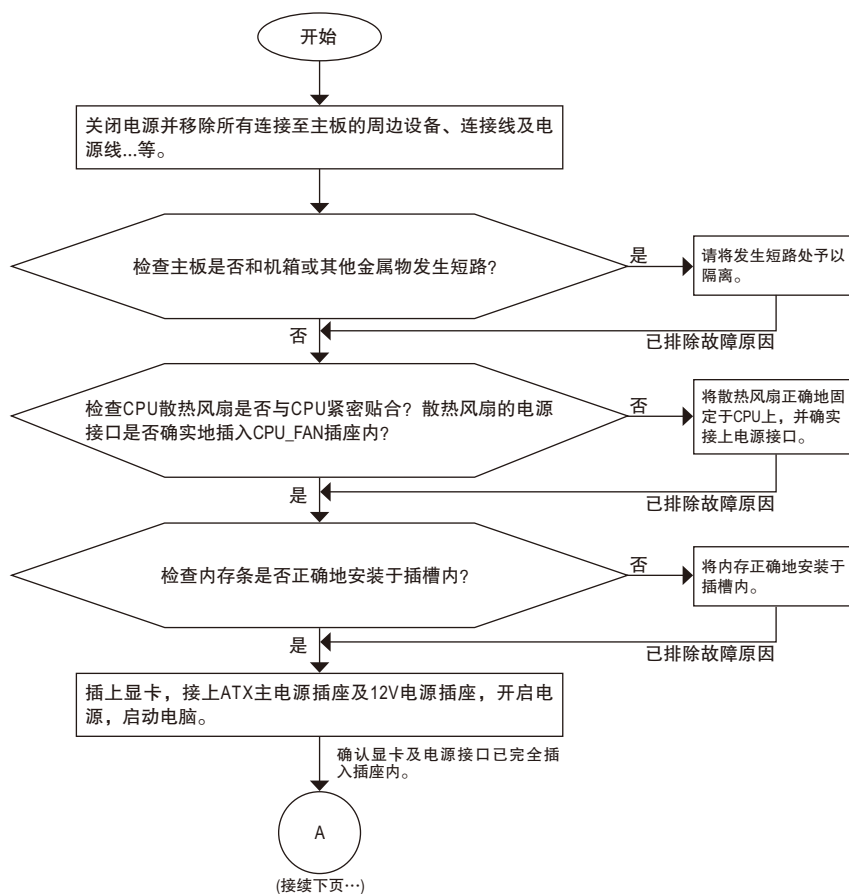 开始
关闭电源并移除所有连接至主板的周边设备、连接线及电
源线...等。
检查主板是否和机箱或其他金属物发生短路?
是
请将发生短路处予以
隔离。
否
已排除故障原因
检查CPU散热风扇是否与CPU紧密贴合? 散热风扇的电源
接口是否确实地插入CPU_FAN插座内?
否
将散热风扇正确地固
定于CPU上，并确实
接上电源接口。
是
已排除故障原因
检查内存条是否正确地安装于插槽内?
否
将内存正确地安装于
插槽内。
是
已排除故障原因
插上显卡，接上ATX主电源插座及12V电源插座，开启电
源，启动电脑。
确认显卡及电源接口已完全插
入插座内。
A
(接续下页…)